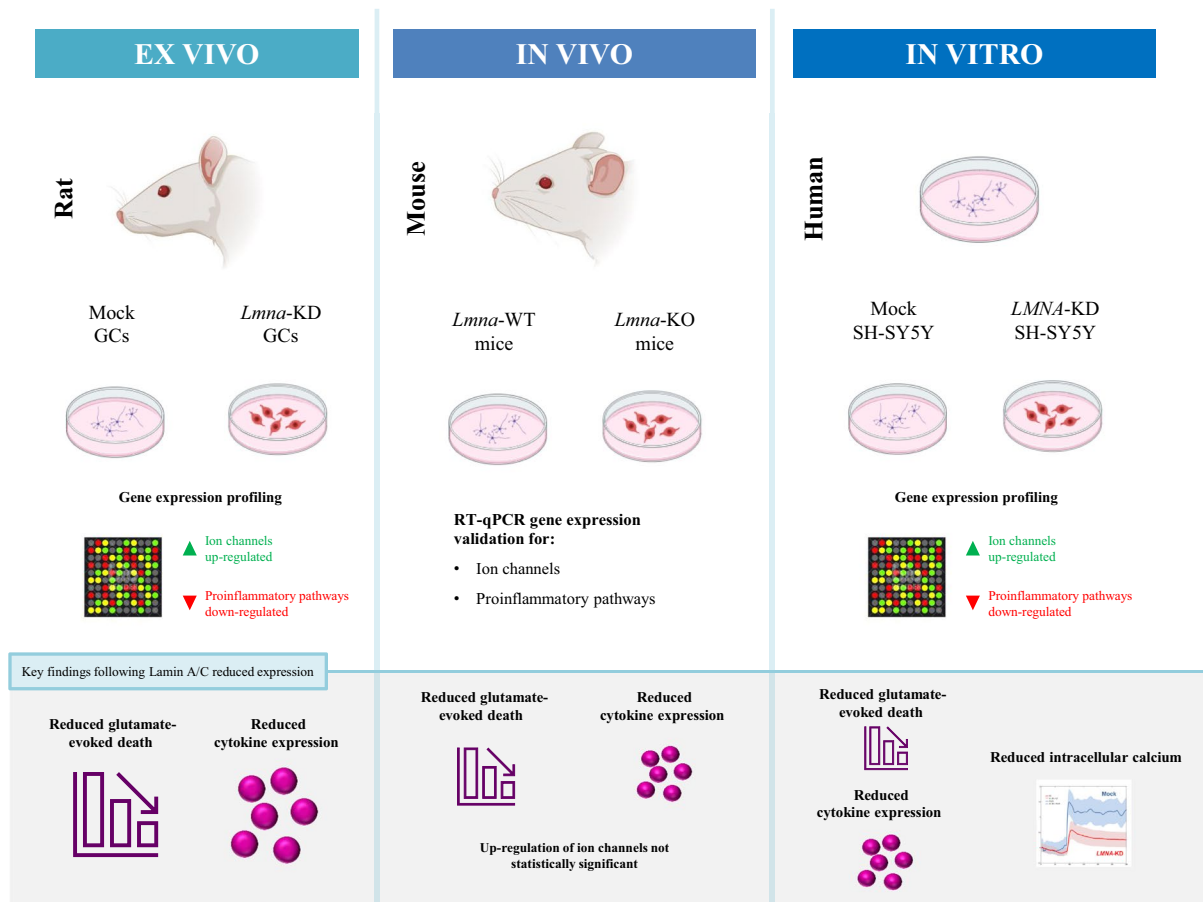 EX VIVO
Rat
Mock
GCs
Lmna-KD
GCs
Gene expression profiling
Ion channels
up-regulated
Proinflammatory pathways
down-regulated
IN VIVO
Mouse
Lmna-WT
mice
Lmna-KO
mice
RT-qPCR gene expression
validation for:
• Ion channels
• Proinflammatory pathways
IN VITRO
Human
Mock
SH-SY5Y
LMNA-KD
SH-SY5Y
Gene expression profiling
Ion channels
up-regulated
Proinflammatory pathways
down-regulated
Key findings following Lamin A/C reduced expression
Reduced glutamate-
evoked death
Reduced
cytokine expression
Reduced glutamate-
evoked death
Reduced
cytokine expression
Up-regulation of ion channels not
statistically significant
Reduced glutamate-
evoked death
Reduced
cytokine expression
Reduced intracellular calcium
Mock
LMNA-KD